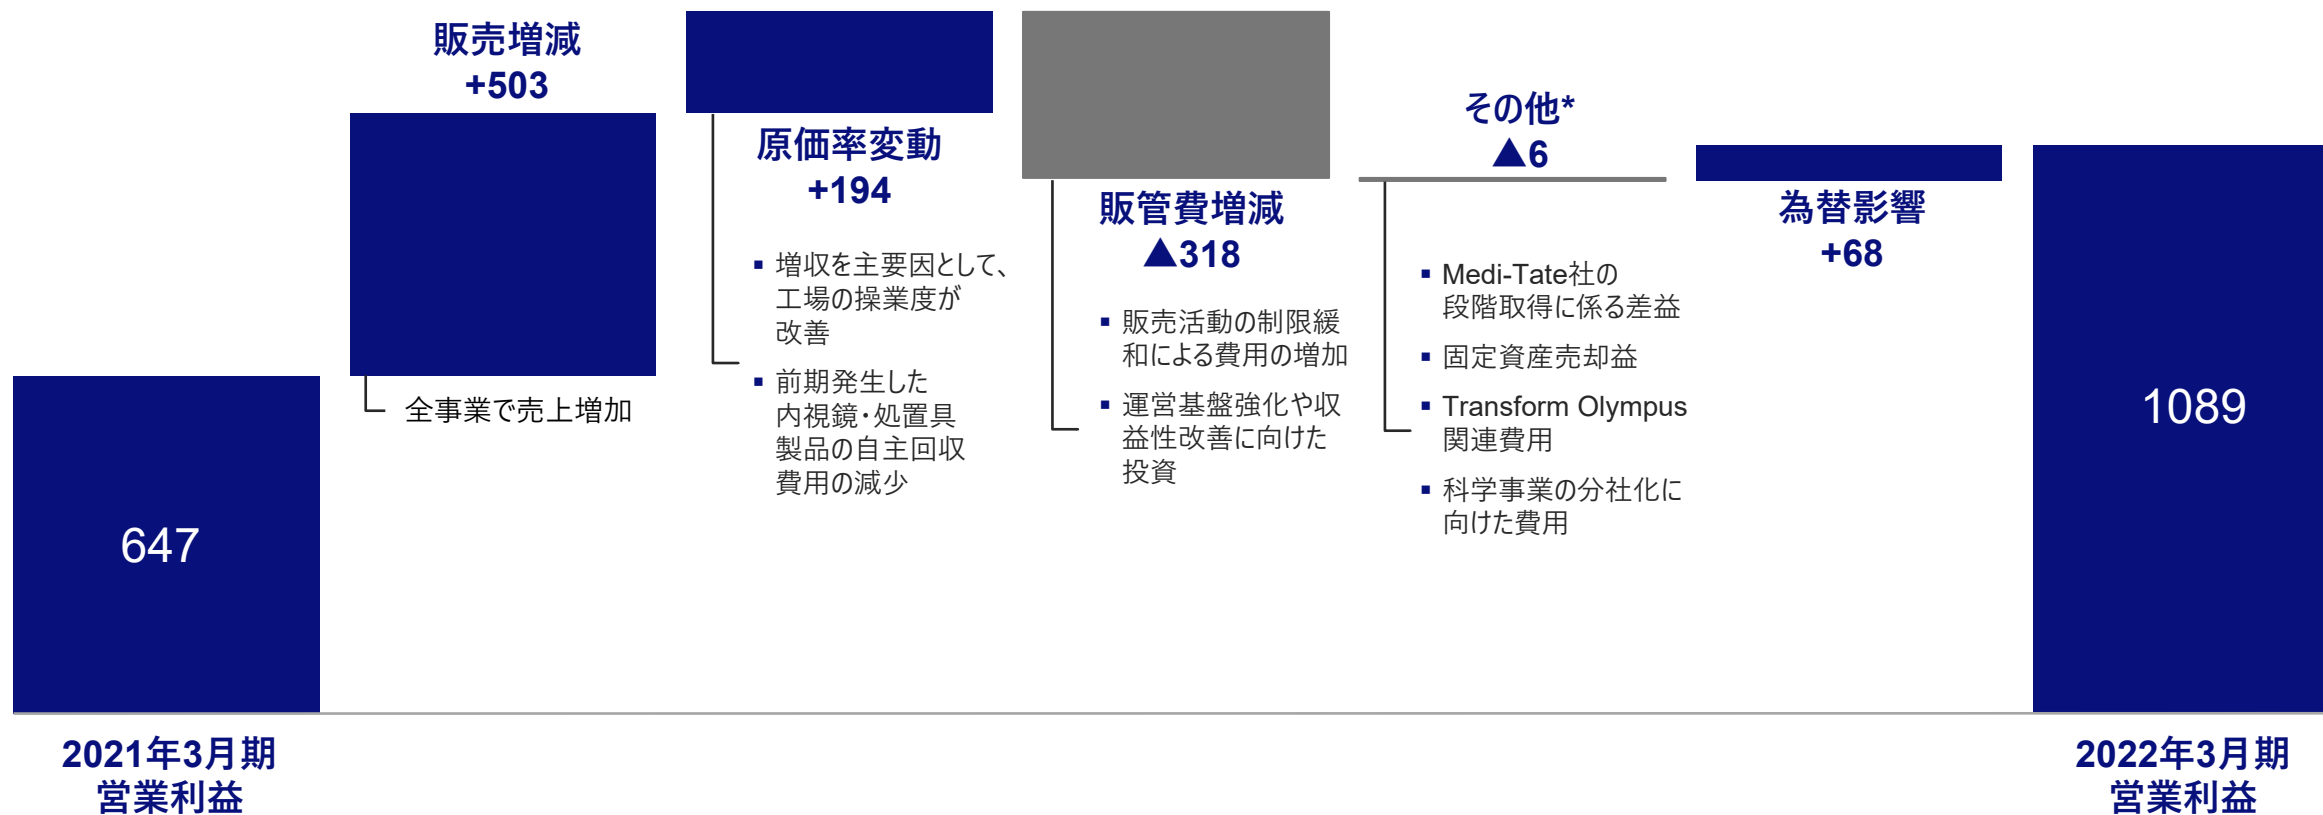 販売増減
+503
全事業で売上増加
原価率変動
+194
▪ 増収を主要因として、
工場の操業度が
改善
▪ 前期発生した
内視鏡・処置具
製品の自主回収
費用の減少
販管費増減
▲318
▪ 販売活動の制限緩
和による費用の増加
▪ 運営基盤強化や収
益性改善に向けた
投資
その他*
▲6
▪ Medi-Tate社の
段階取得に係る差益
▪ 固定資産売却益
▪ Transform Olympus
関連費用
▪ 科学事業の分社化に
向けた費用
為替影響
+68
647
1089
2021年3月期
営業利益
2022年3月期
営業利益